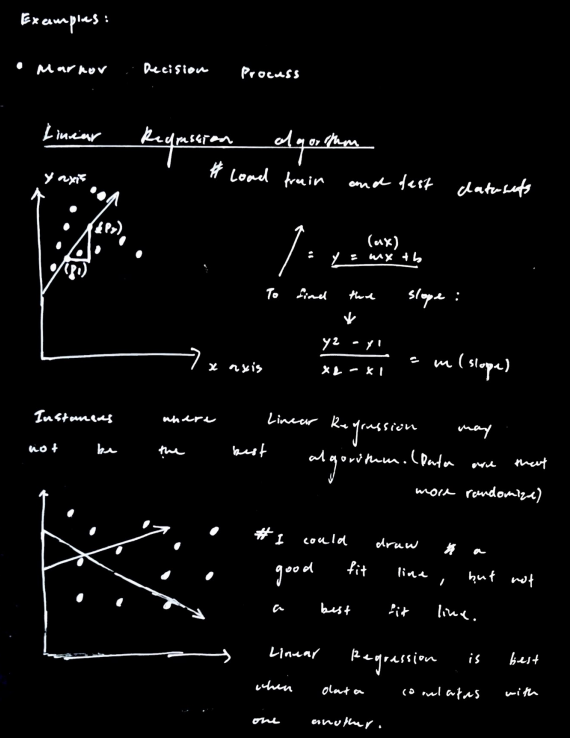 Examples:
• Markov Decision Process
Linear Regression algorithm
# Load train and test datasets
y axis
(P2)
(P1)
x axis
(ax)
= y = mx + b
To find the slope:
y2 - y1
x2 - x1
= m (slope)
Instances where Linear Regression may
not be the best algorithm. (Data are that
more randomize)
# I could draw a
good fit line, but not
a best fit line.
Linear Regression is best
when data correlates with
one another.